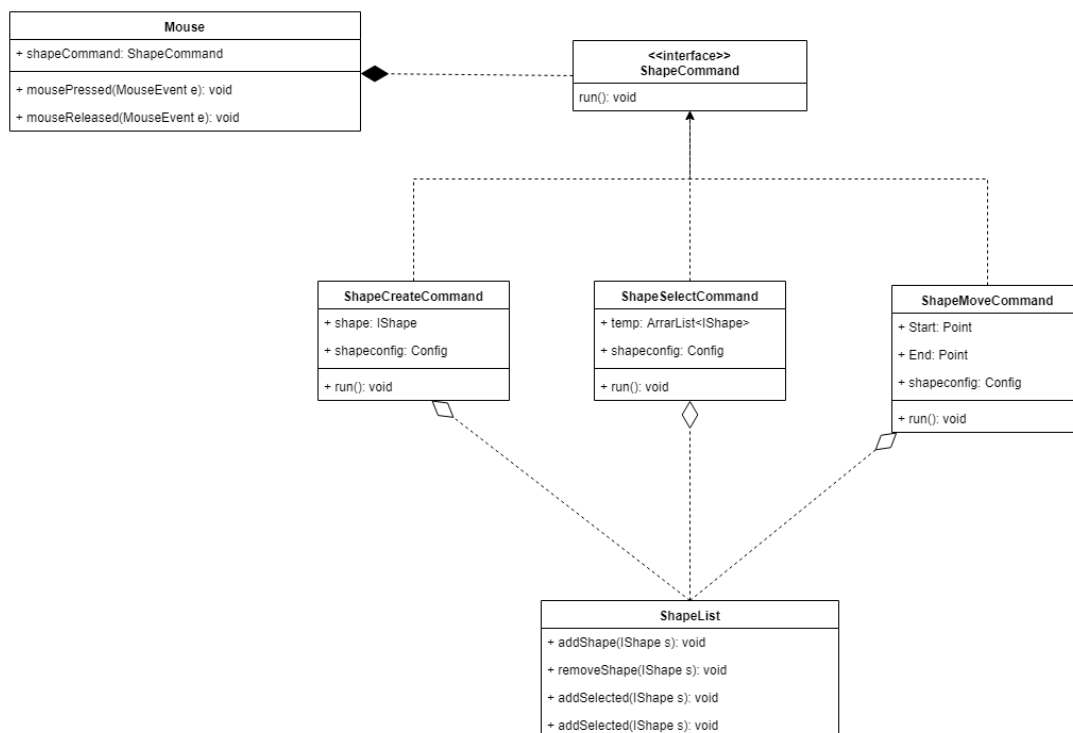 Mouse
+ shapeCommand: ShapeCommand
+ mousePressed(MouseEvent e): void
+ mouseReleased(MouseEvent e): void
<<interface>>
ShapeCommand
run(): void
ShapeCreateCommand
+ shape: IShape
+ shapeconfig: Config
+ run(): void
ShapeSelectCommand
+ temp: ArrarList<IShape>
+ shapeconfig: Config
+ run(): void
ShapeMoveCommand
+ Start: Point
+ End: Point
+ shapeconfig: Config
+ run(): void
ShapeList
+ addShape(IShape s): void
+ removeShape(IShape s): void
+ addSelected(IShape s): void
+ addSelected(IShape s): void